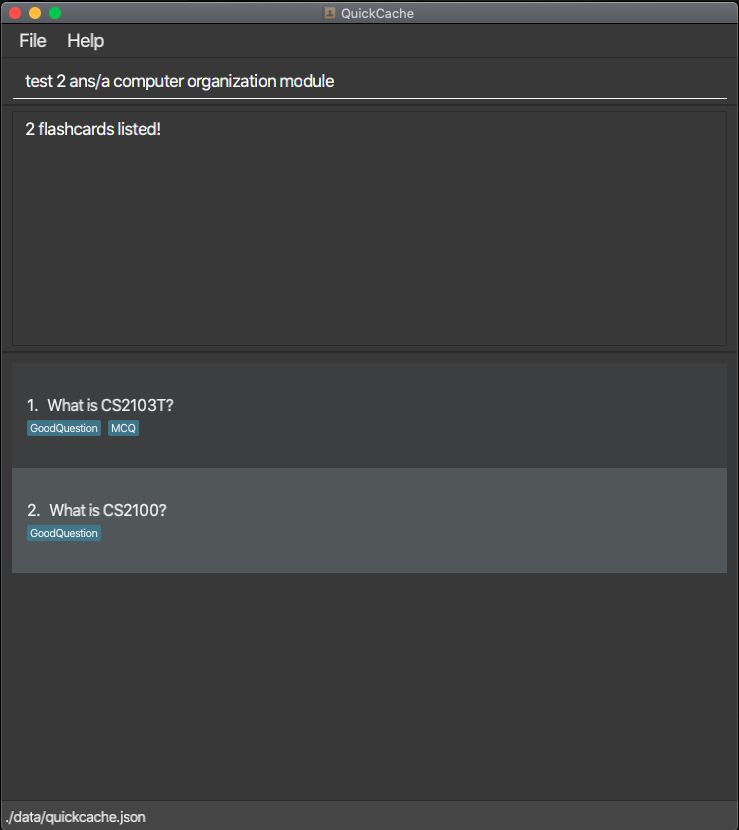 QuickCache
File Help
test 2 ans/a computer organization module
2 flashcards listed!
1. What is CS2103T?
GoodQuestion MCQ
2. What is CS2100?
GoodQuestion
./data/quickcache.json